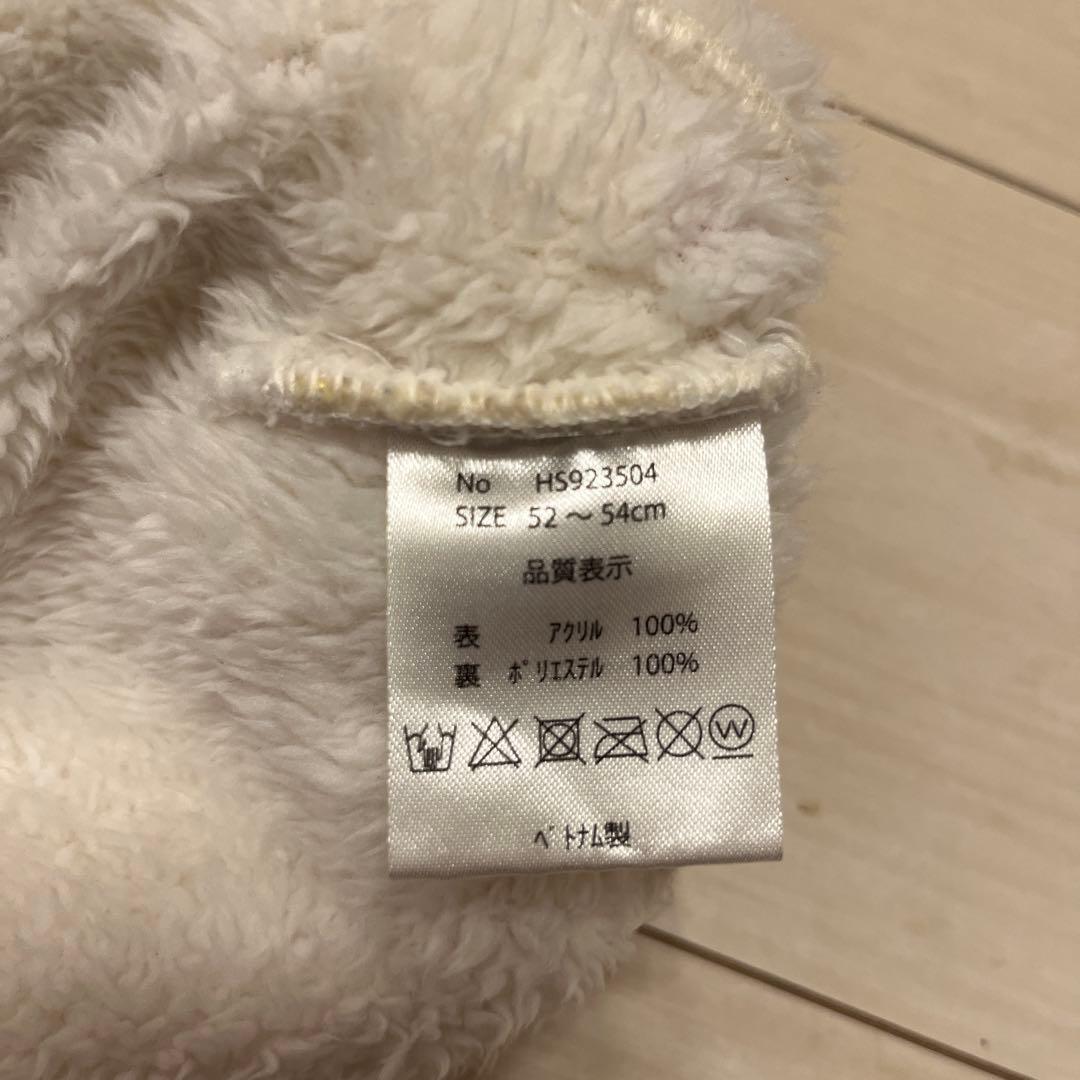 No HS923504
SIZE 52～54cm
品質表示
表 ｱｸﾘﾙ 100%
裏 ﾎﾟﾘｴｽﾃﾙ 100%
W
ﾍﾞﾄﾅﾑ製